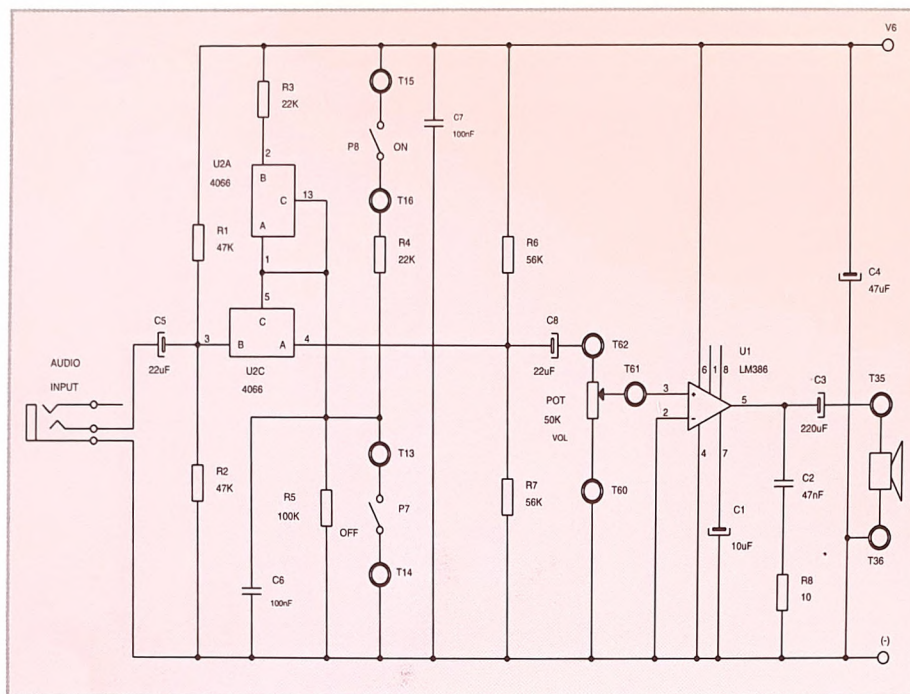 V6
R3
22K
T15
C7
100nF
P8 ON
U2A
4066
2
B
C
13
A
1
T16
R1
47K
R4
22K
R6
56K
C4
47uF
5
C
C5
22uF
3
B
A
4
U2C
4066
C8
22uF
T62
T61
U1
LM386
6 1 8
AUDIO
INPUT
POT
50K
VOL
3
+
2
-
5
4
7
C3
220uF
T35
R2
47K
T13
R5
100K
OFF
P7
R7
56K
T60
C2
47nF
C1
10uF
T36
C6
100nF
T14
R8
10
(-)